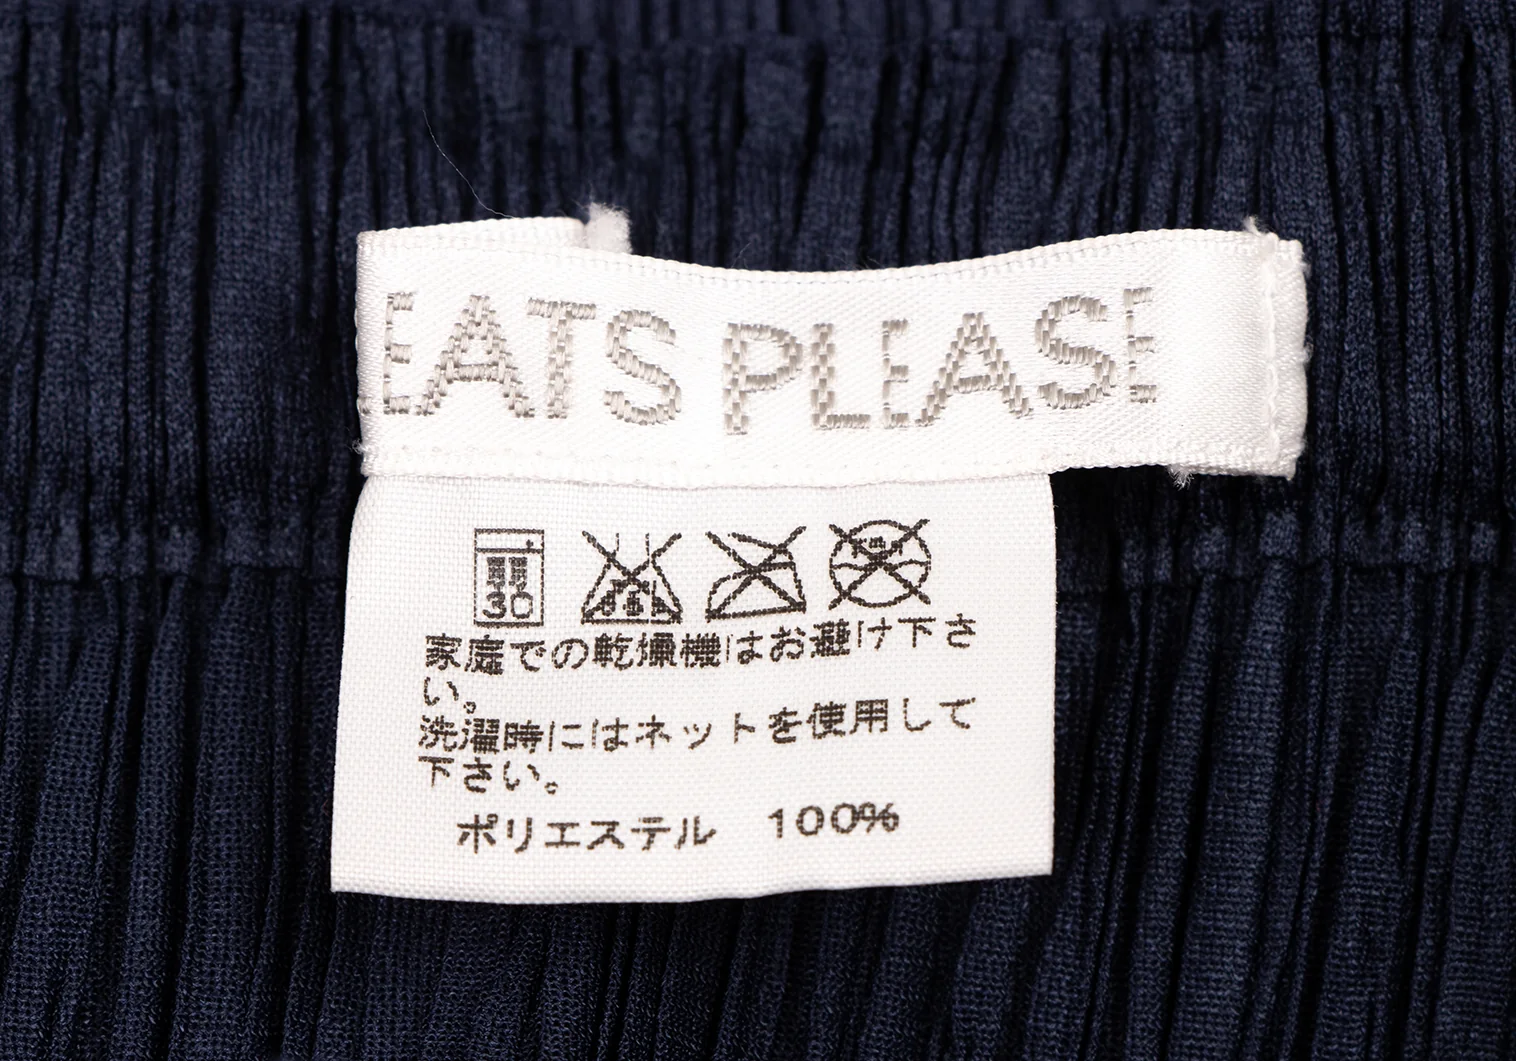 EATS PLEASE
30
家庭での乾燥機はお避け下さ
い。
洗濯時にはネットを使用して
下さい。
ポリエステル 100%